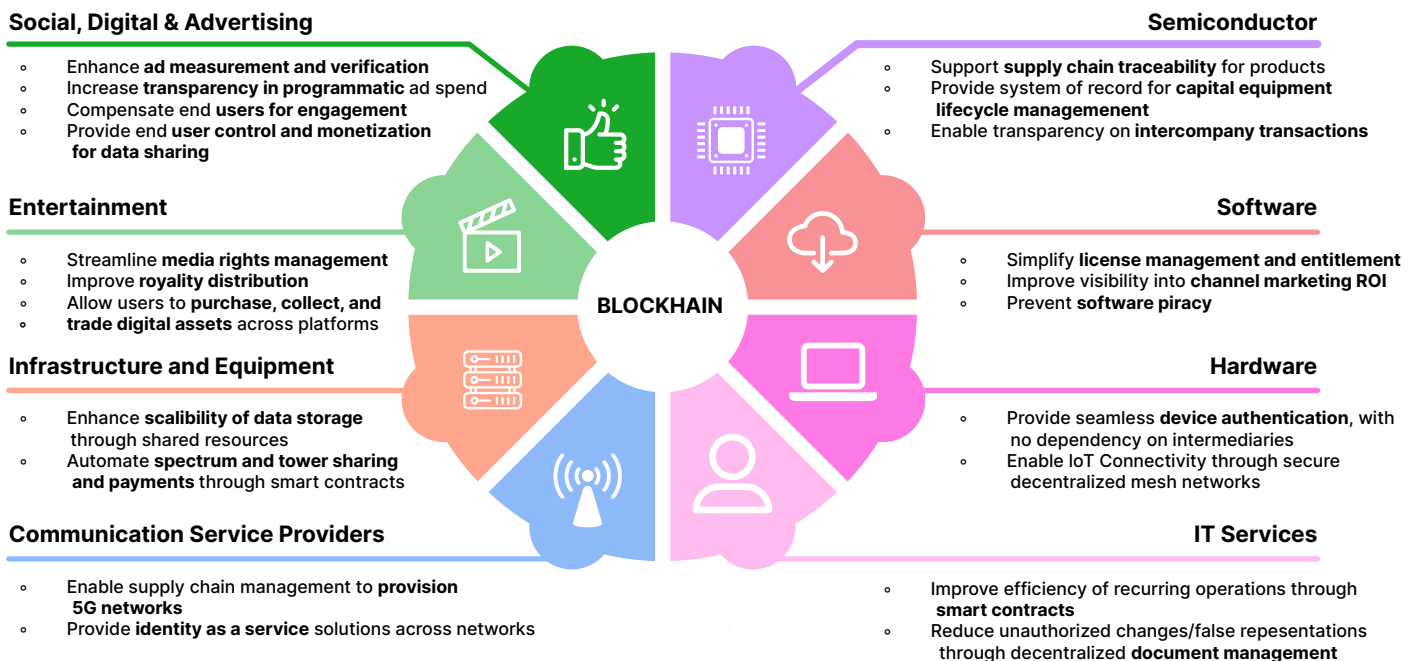 Social, Digital & Advertising
Enhance ad measurement and verification
Increase transparency in programmatic ad spend
Compensate end users for engagement
Provide end user control and monetization
for data sharing
Entertainment
Streamline media rights management
Improve royality distribution
Allow users to purchase, collect, and
trade digital assets across platforms
Infrastructure and Equipment
Enhance scalibility of data storage
through shared resources
Automate spectrum and tower sharing
and payments through smart contracts
Communication Service Providers
Enable supply chain management to provision
5G networks
Provide identity as a service solutions across networks
BLOCKHAIN
Semiconductor
Support supply chain traceability for products
Provide system of record for capital equipment
lifecycle managemenent
Enable transparency on intercompany transactions
Software
Simplify license management and entitlement
Improve visibility into channel marketing ROI
Prevent software piracy
Hardware
Provide seamless device authentication, with
no dependency on intermediaries
Enable IoT Connectivity through secure
decentralized mesh networks
IT Services
Improve efficiency of recurring operations through
smart contracts
Reduce unauthorized changes/false repesentations
through decentralized document management